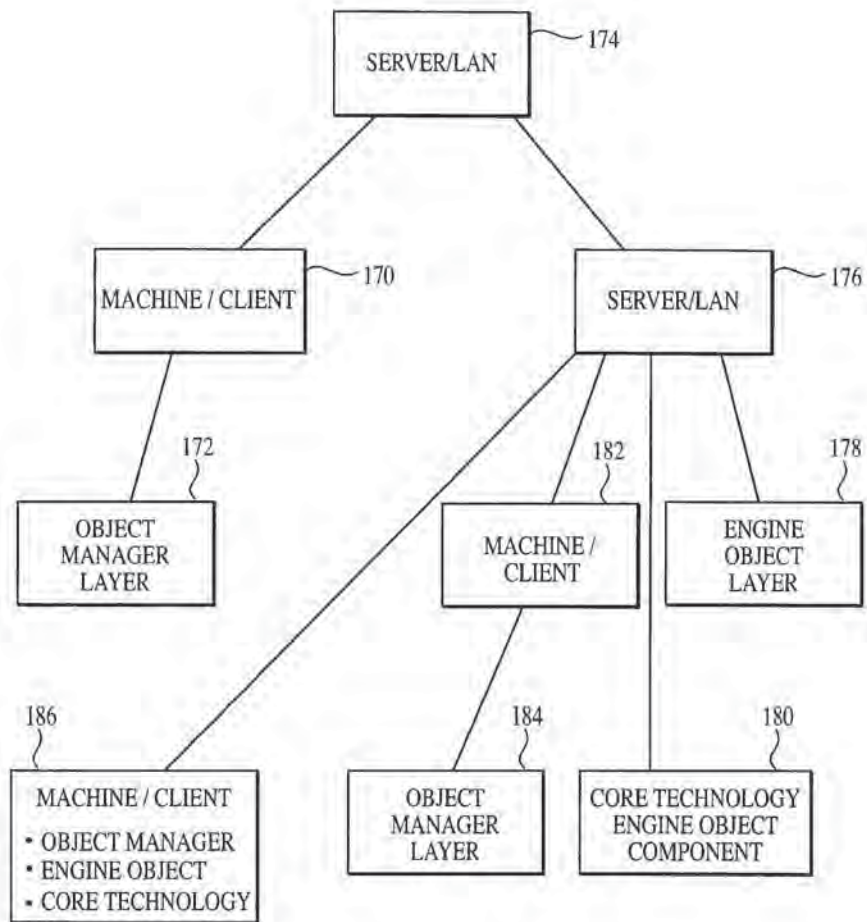 SERVER/LAN
174
MACHINE / CLIENT
170
SERVER/LAN
176
172
OBJECT
MANAGER
LAYER
182
MACHINE /
CLIENT
178
ENGINE
OBJECT
LAYER
186
MACHINE / CLIENT
• OBJECT MANAGER
• ENGINE OBJECT
• CORE TECHNOLOGY
184
OBJECT
MANAGER
LAYER
180
CORE TECHNOLOGY
ENGINE OBJECT
COMPONENT